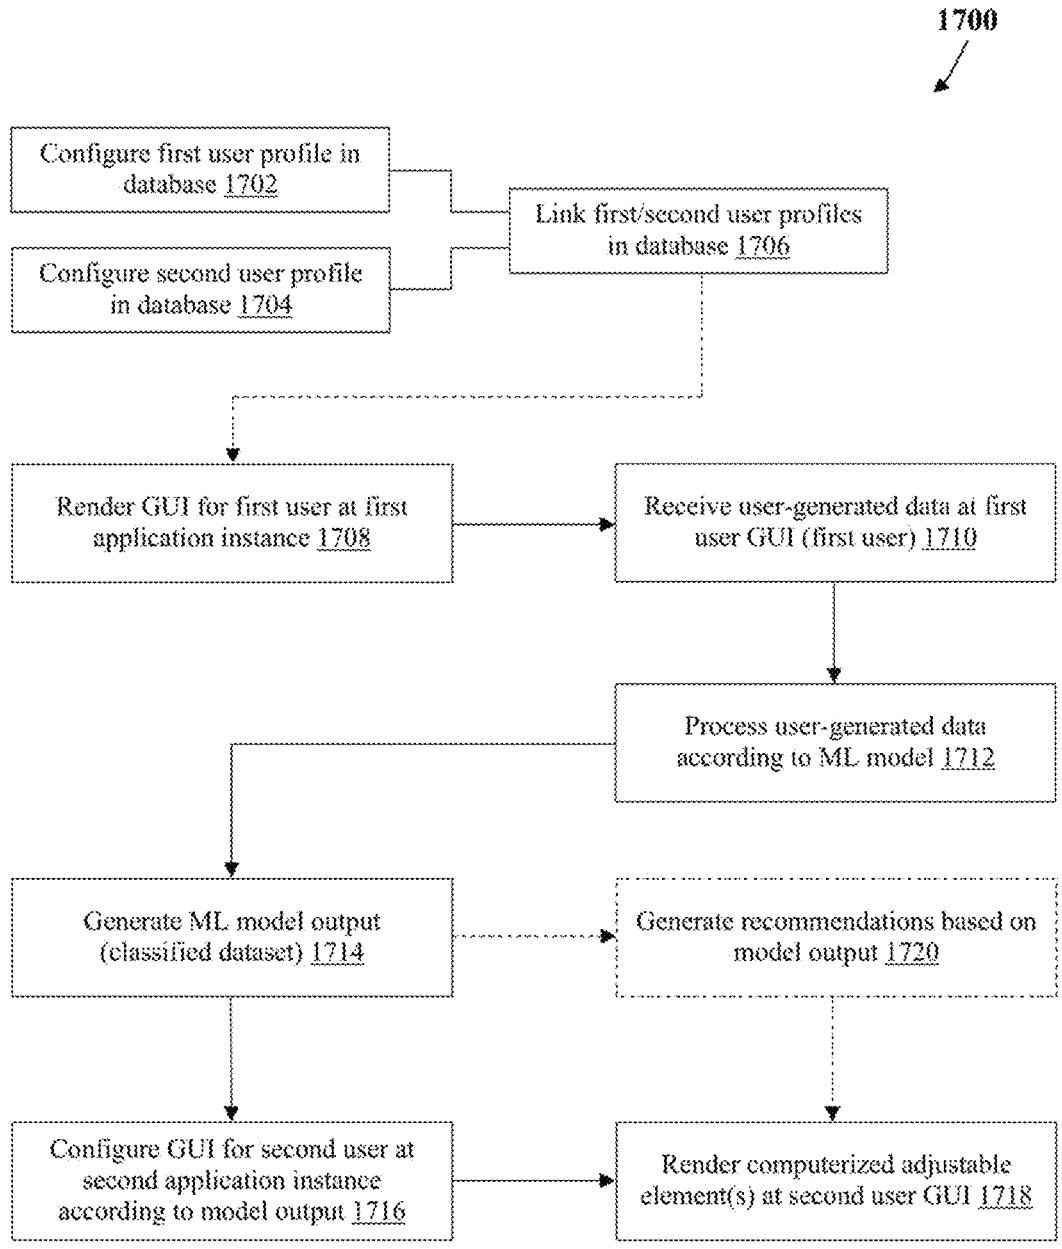 1700
Configure first user profile in
database 1702
Link first/second user profiles
in database 1706
Configure second user profile
in database 1704
Render GUI for first user at first
application instance 1708
Receive user-generated data at first
user GUI (first user) 1710
Process user-generated data
according to ML model 1712
Generate ML model output
(classified dataset) 1714
Generate recommendations based on
model output 1720
Configure GUI for second user at
second application instance
according to model output 1716
Render computerized adjustable
element(s) at second user GUI 1718